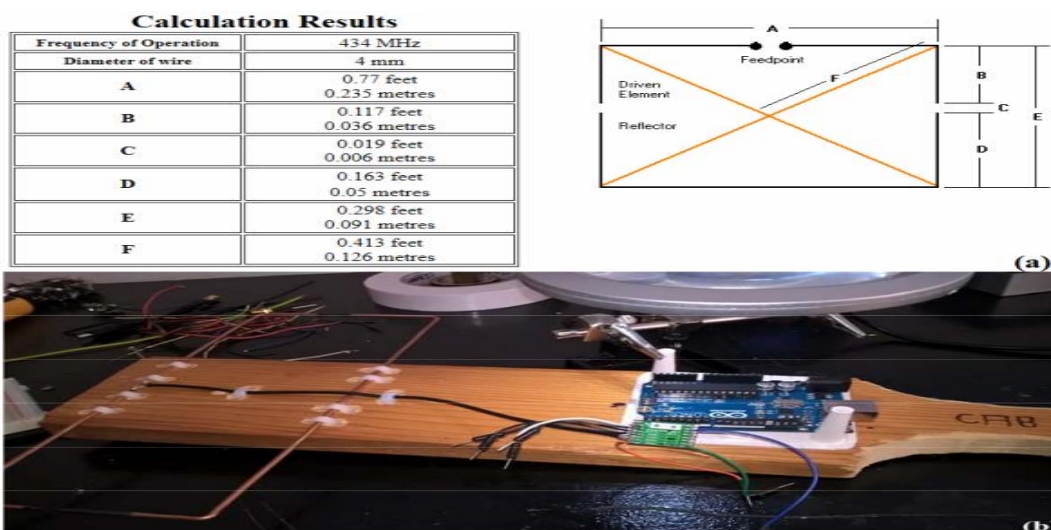 Calculation Results
Frequency of Operation 434 MHz
Diameter of wire 4 mm
A 0.77 feet
0.235 metres
B 0.117 feet
0.036 metres
C 0.019 feet
0.006 metres
D 0.163 feet
0.05 metres
E 0.298 feet
0.091 metres
F 0.413 feet
0.126 metres
A
Feedpoint
Driven
Element
Reflector
F
B
C
D
E
(a)
CHB
(b